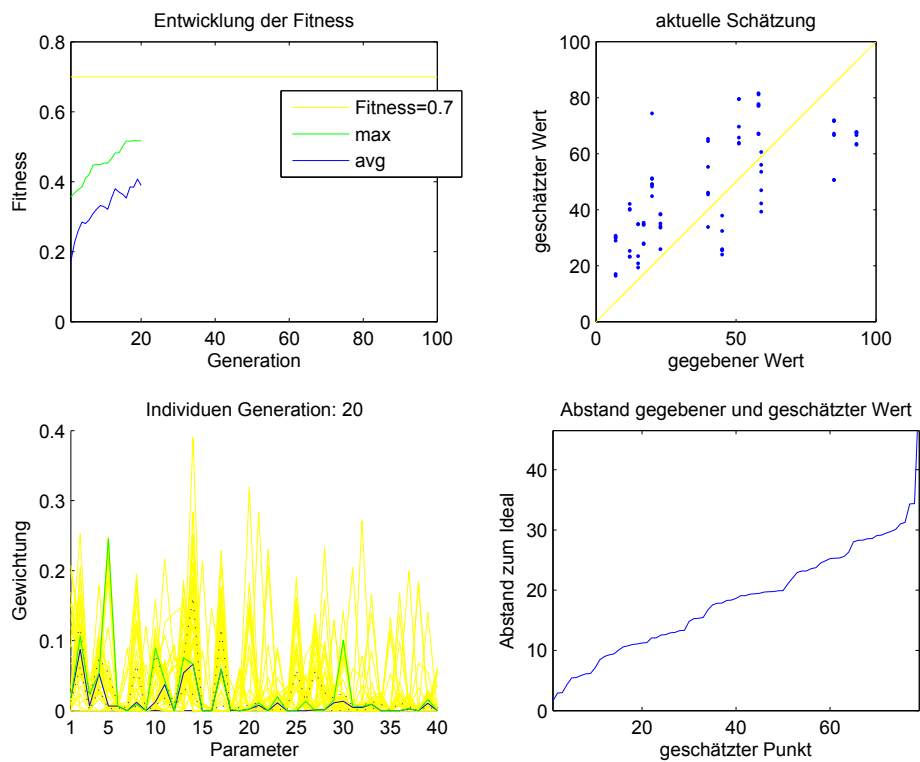 Entwicklung der Fitness
0.8
0.6
0.4
0.2
0
20
40
60
80
100
Fitness
Generation
Fitness=0.7
max
avg
aktuelle Schätzung
100
80
60
40
20
0
0
50
100
geschätzter Wert
gegebener Wert
Individuen Generation: 20
0.4
0.3
0.2
0.1
0
1
5
10
15
20
25
30
35
40
Gewichtung
Parameter
Abstand gegebener und geschätzter Wert
40
30
20
10
0
20
40
60
Abstand zum Ideal
geschätzter Punkt